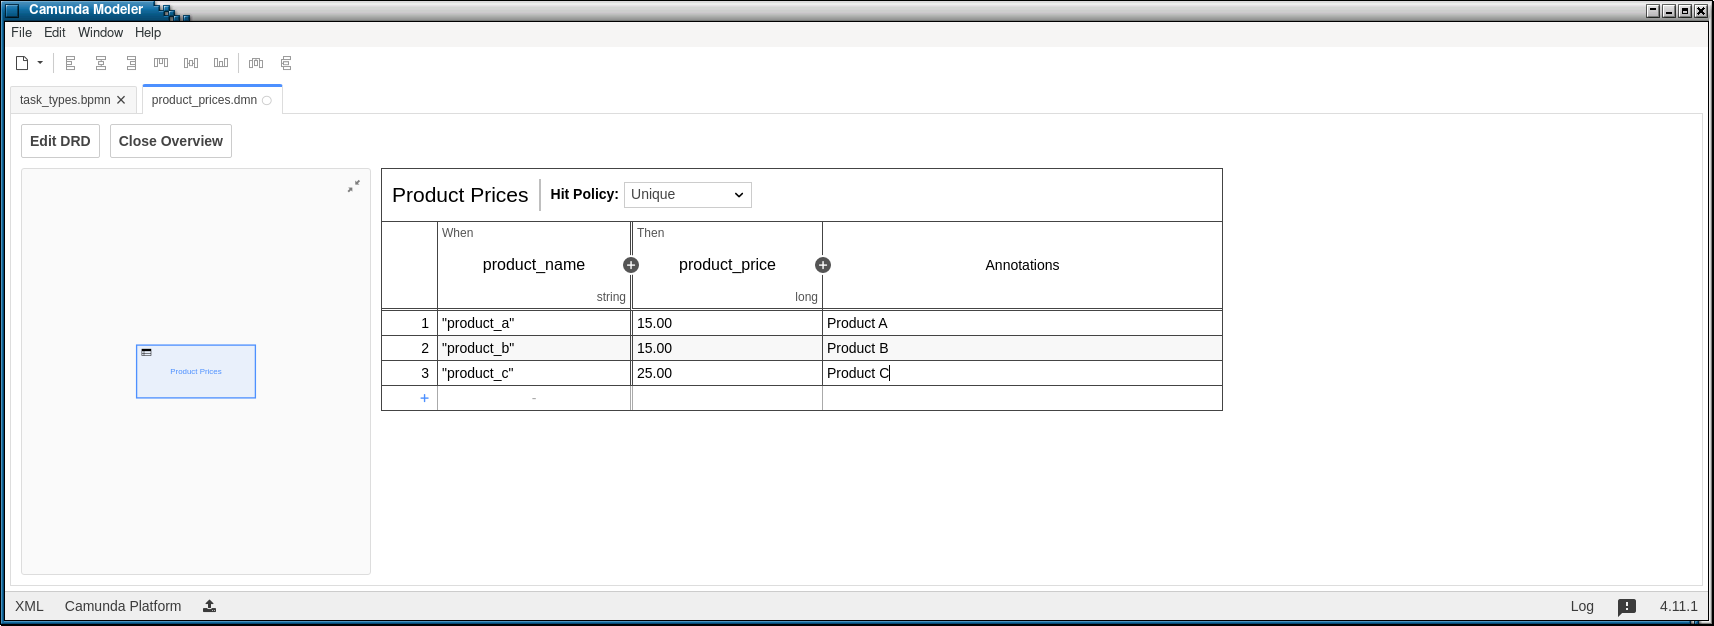 Camunda Modeler
File Edit Window Help
task_types.bpmn product_prices.dmn
Edit DRD Close Overview
Product Prices
Product Prices Hit Policy: Unique
When Then
product_name product_price Annotations
string long
1 "product_a" 15.00 Product A
2 "product_b" 15.00 Product B
3 "product_c" 25.00 Product C
+ -
XML Camunda Platform Log 4.11.1